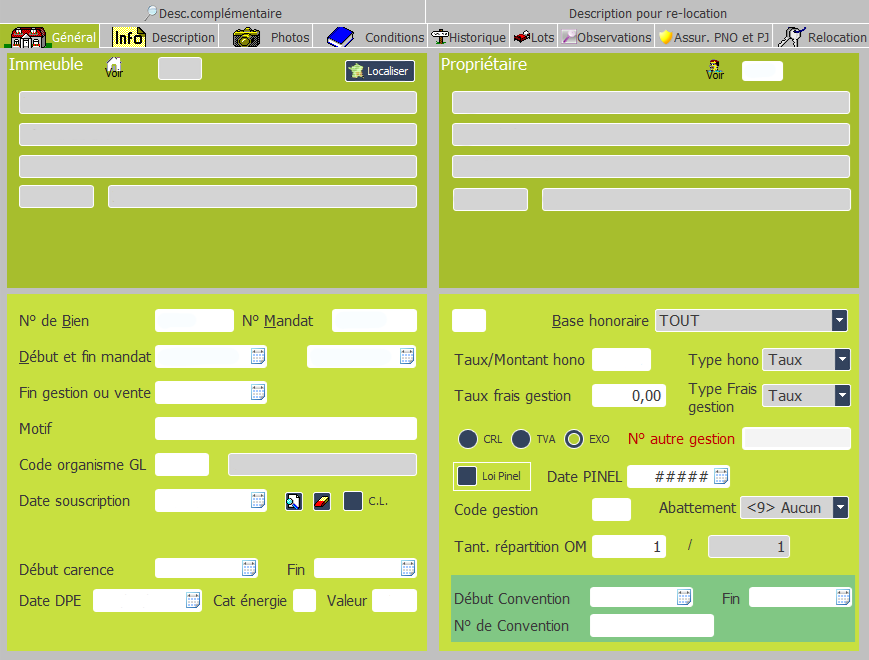 Desc.complémentaire
Description pour re-location
Général
Info Description
Photos
Conditions
Historique
Lots
Observations
Assur. PNO et PJ
Relocation
Immeuble
Voir
Localiser
Propriétaire
Voir
Nº de Bien
Nº Mandat
Début et fin mandat
Fin gestion ou vente
Motif
Code organisme GL
Date souscription
C.L.
Début carence
Fin
Date DPE
Cat énergie
Valeur
Base honoraire
TOUT
Taux/Montant hono
Type hono
Taux
Taux frais gestion
0,00
Type Frais
gestion
Taux
CRL
TVA
EXO
Nº autre gestion
Loi Pinel
Date PINEL
#####
Code gestion
Abattement
<9> Aucun
Tant. répartition OM
1
/
1
Début Convention
Fin
Nº de Convention